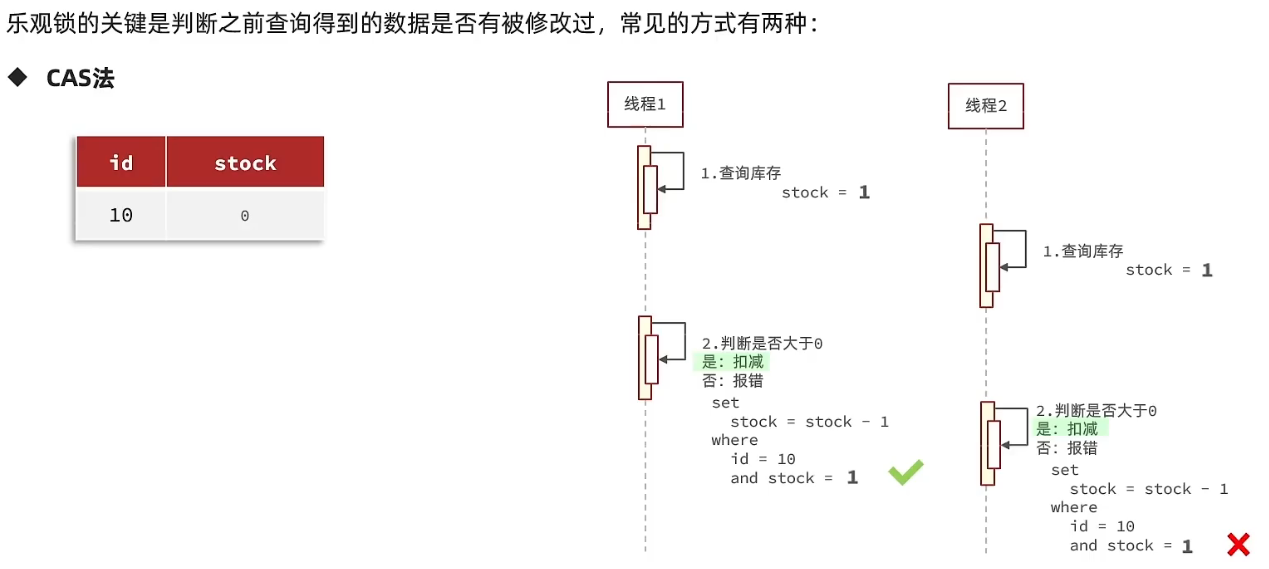 乐观锁的关键是判断之前查询得到的数据是否有被修改过，常见的方式有两种：
◆ CAS法
id stock
10 0
线程1
1.查询库存
stock = 1
2.判断是否大于0
是：扣减
否：报错
set
stock = stock - 1
where
id = 10
and stock = 1
线程2
1.查询库存
stock = 1
2.判断是否大于0
是：扣减
否：报错
set
stock = stock - 1
where
id = 10
and stock = 1